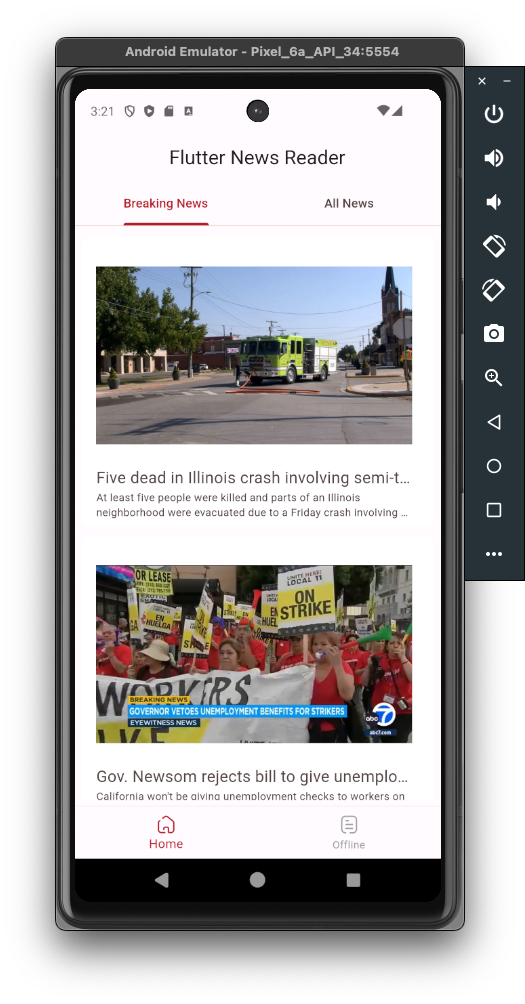 Android Emulator - Pixel_6a_API_34:5554
3:21
Flutter News Reader
Breaking News
All News
Five dead in Illinois crash involving semi-t...
At least five people were killed and parts of an Illinois
neighborhood were evacuated due to a Friday crash involving ...
OR LEASE
EN
HUELGA
UNITE HERE!
LOCAL 11
ON
STRIKE
WORKERS
BREAKING NEWS
GOVERNOR VETOES UNEMPLOYMENT BENEFITS FOR STRIKERS
EYEWITNESS NEWS
abc 7
abc7.com
Gov. Newsom rejects bill to give unemplo...
California won't be giving unemployment checks to workers on
Home
Offline